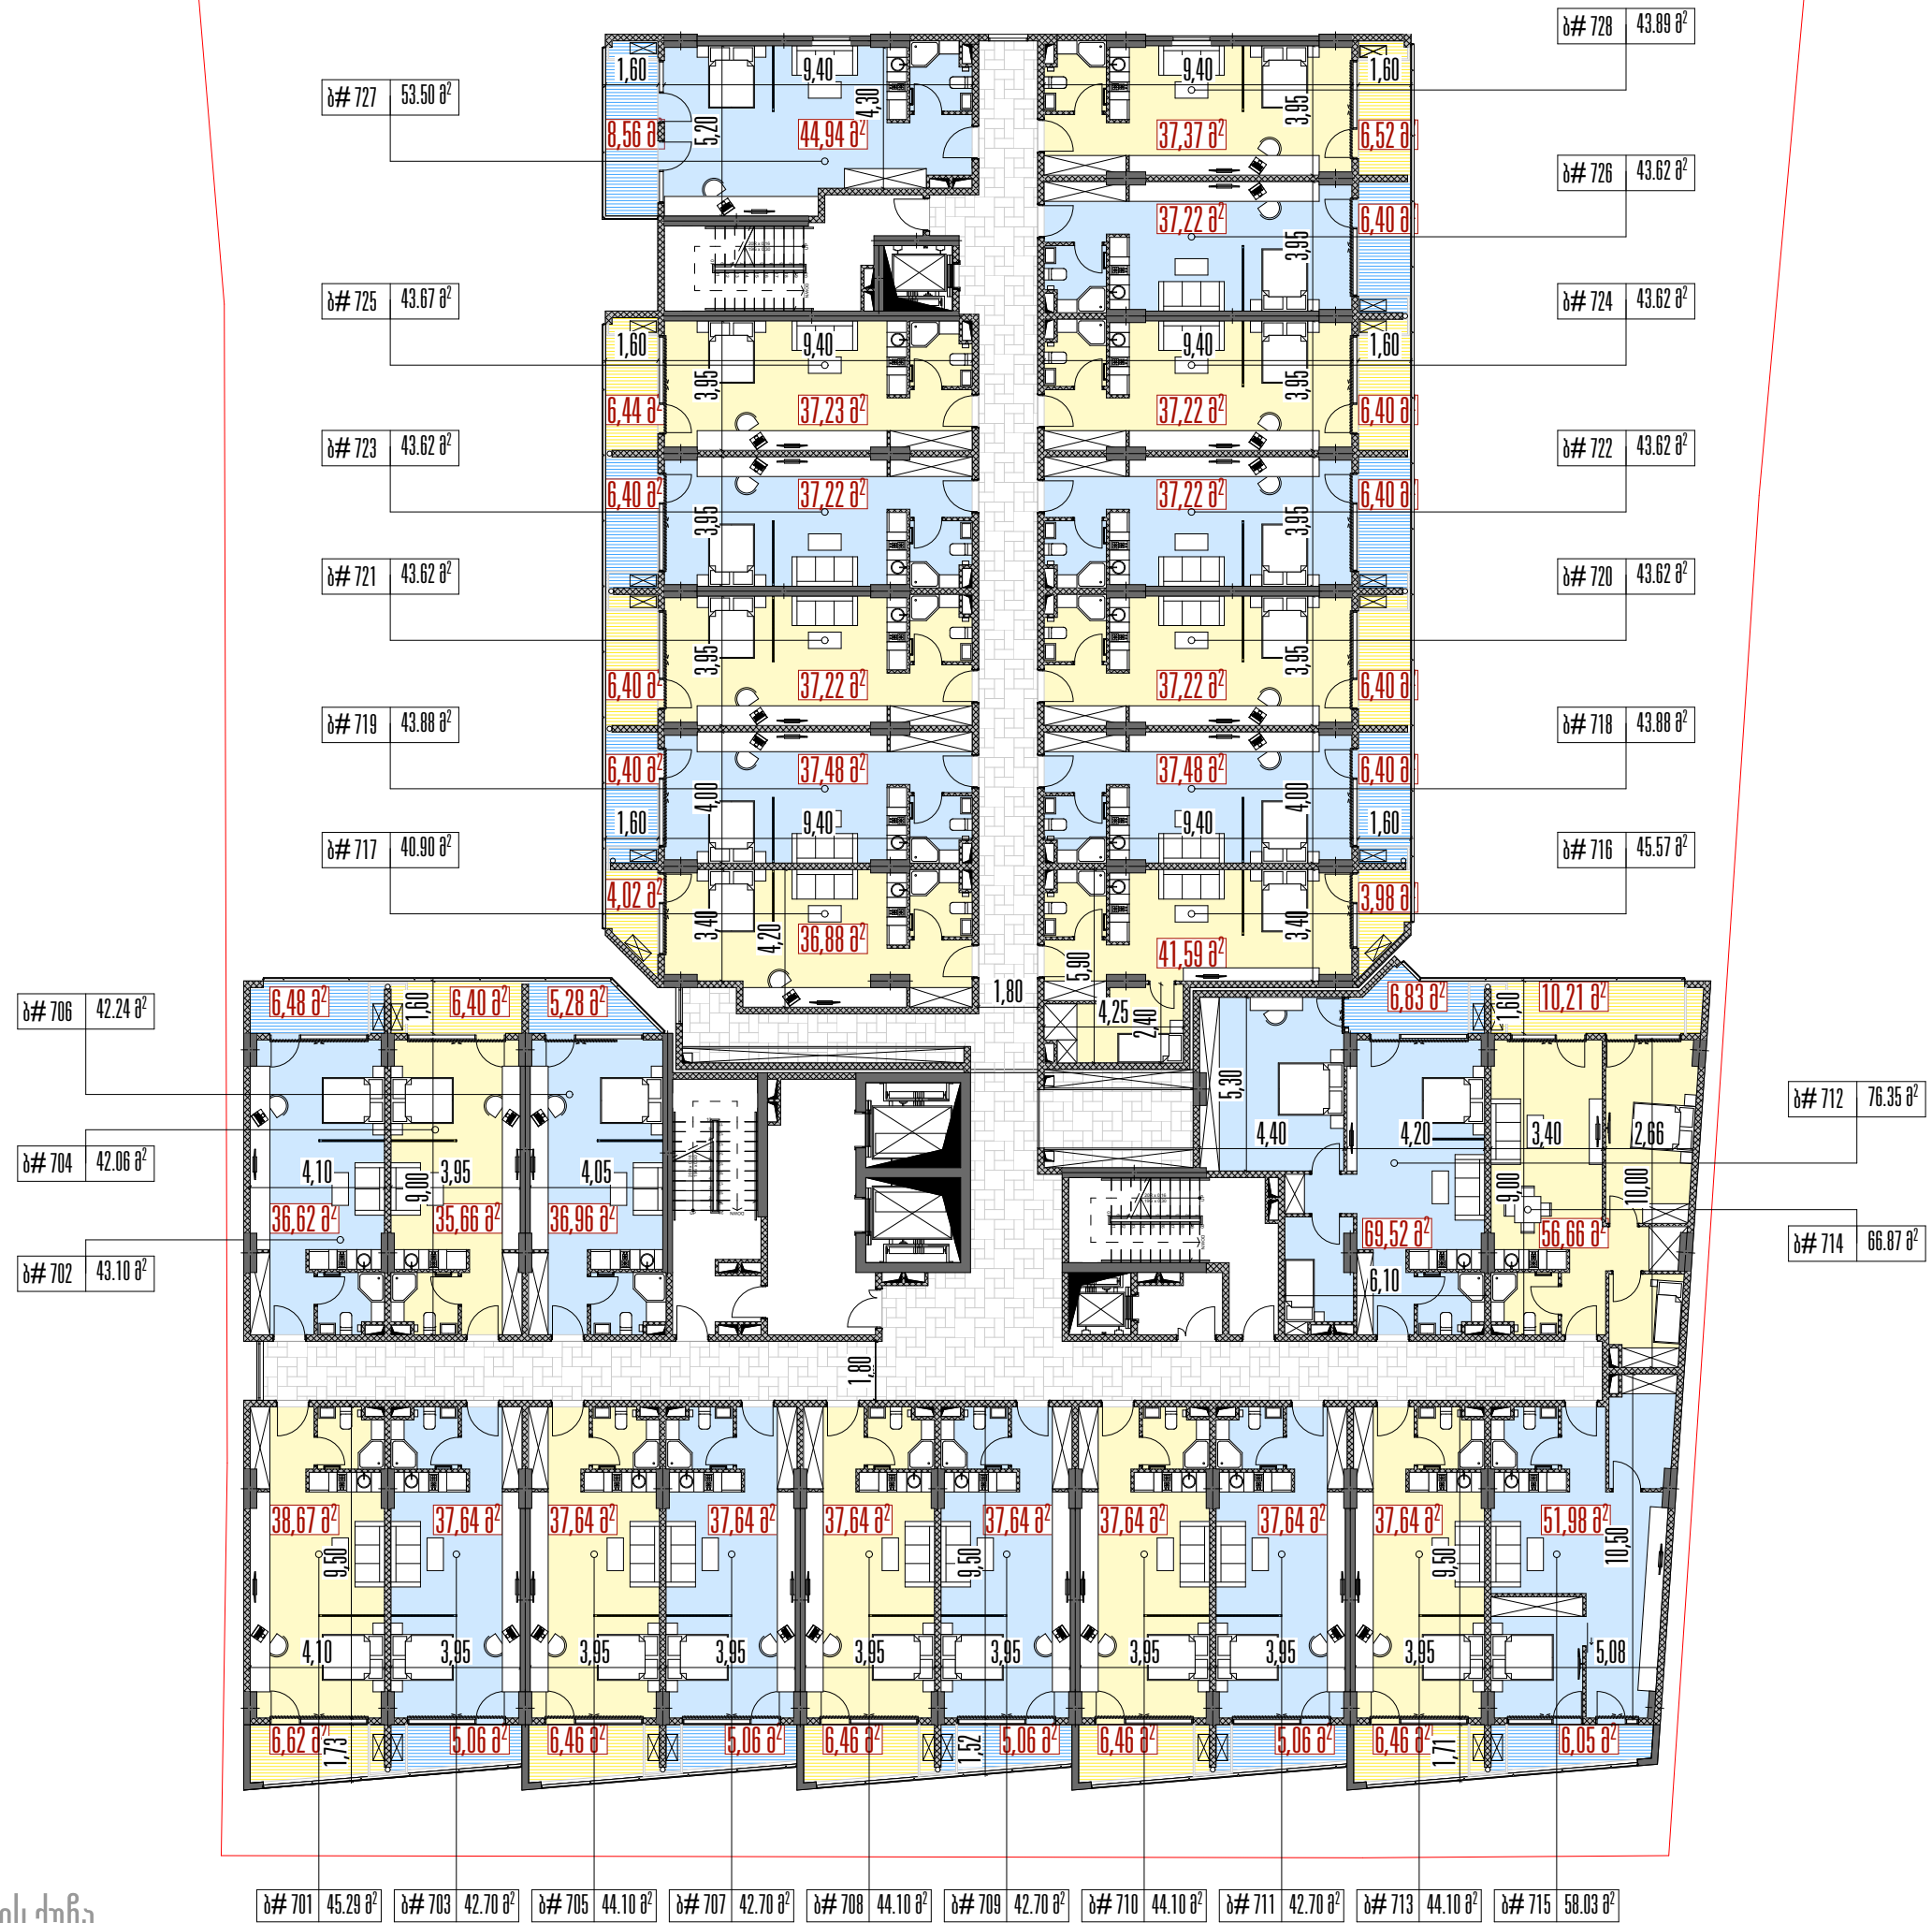 ბ# 728 43.89 მ²
ბ# 727 53.50 მ²
1,60 9,40 9,40 1,60
4,30 5,20 3,95
8,56 მ² 44,94 მ² 37,37 მ² 6,52 მ²
ბ# 726 43.62 მ²
37,22 მ² 6,40 მ²
3,95
ბ# 725 43.67 მ²
ბ# 724 43.62 მ²
1,60 9,40 9,40 1,60
3,95 3,95
6,44 მ² 37,23 მ² 37,22 მ² 6,40 მ²
ბ# 723 43.62 მ²
ბ# 722 43.62 მ²
6,40 მ² 37,22 მ² 37,22 მ² 6,40 მ²
3,95 3,95
ბ# 721 43.62 მ²
ბ# 720 43.62 მ²
3,95 3,95
6,40 მ² 37,22 მ² 37,22 მ² 6,40 მ²
ბ# 719 43.88 მ²
ბ# 718 43.88 მ²
6,40 მ² 37,48 მ² 37,48 მ² 6,40 მ²
4,00 4,00
1,60 9,40 9,40 1,60
ბ# 717 40.90 მ²
ბ# 716 45.57 მ²
4,02 მ² 3,98 მ²
3,40 4,20 36,88 მ² 3,40
41,59 მ²
5,90
1,80 4,25 2,40
ბ# 706 42.24 მ²
6,48 მ² 1,60 6,40 მ² 5,28 მ² 6,83 მ² 1,60 10,21 მ²
ბ# 712 76.35 მ²
5,30
4,40 4,20 3,40 2,66
ბ# 704 42.06 მ²
4,10 9,00 3,95 4,05 9,00 10,00
36,62 მ² 35,66 მ² 36,96 მ² 69,52 მ² 56,66 მ²
ბ# 714 66.87 მ²
ბ# 702 43.10 მ²
6,10
1,80
38,67 მ² 37,64 მ² 37,64 მ² 37,64 მ² 37,64 მ² 37,64 მ² 37,64 მ² 37,64 მ² 37,64 მ² 51,98 მ²
9,50 9,50 9,50 10,50
4,10 3,95 3,95 3,95 3,95 3,95 3,95 3,95 3,95 5,08
6,62 მ² 1,73 5,06 მ² 6,46 მ² 5,06 მ² 6,46 მ² 1,52 5,06 მ² 6,46 მ² 5,06 მ² 6,46 მ² 1,71 6,05 მ²
ბ# 701 45.29 მ² ბ# 703 42.70 მ² ბ# 705 44.10 მ² ბ# 707 42.70 მ² ბ# 708 44.10 მ² ბ# 709 42.70 მ² ბ# 710 44.10 მ² ბ# 711 42.70 მ² ბ# 713 44.10 მ² ბ# 715 58.03 მ²
ის ქუჩა